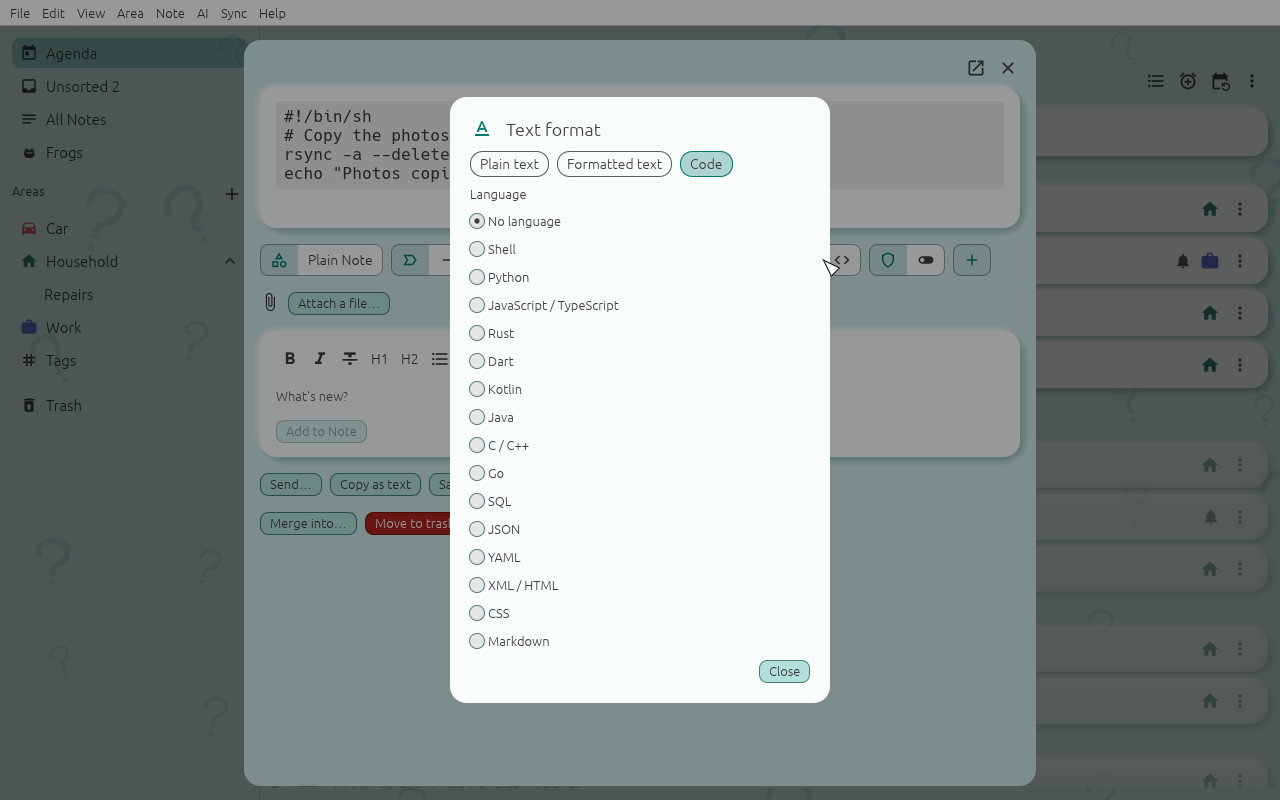 File Edit View Area Note AI Sync Help
Agenda
Unsorted 2
All Notes
Frogs
Areas
Car
Household
Repairs
Work
Tags
Trash
#!/bin/sh
# Copy the photos
rsync -a --delete
echo "Photos copi
Plain Note
Attach a file...
B I H1 H2
What's new?
Add to Note
Send...
Copy as text
Merge into...
Move to trash
Text format
Plain text
Formatted text
Code
Language
No language
Shell
Python
JavaScript / TypeScript
Rust
Dart
Kotlin
Java
C / C++
Go
SQL
JSON
YAML
XML / HTML
CSS
Markdown
Close